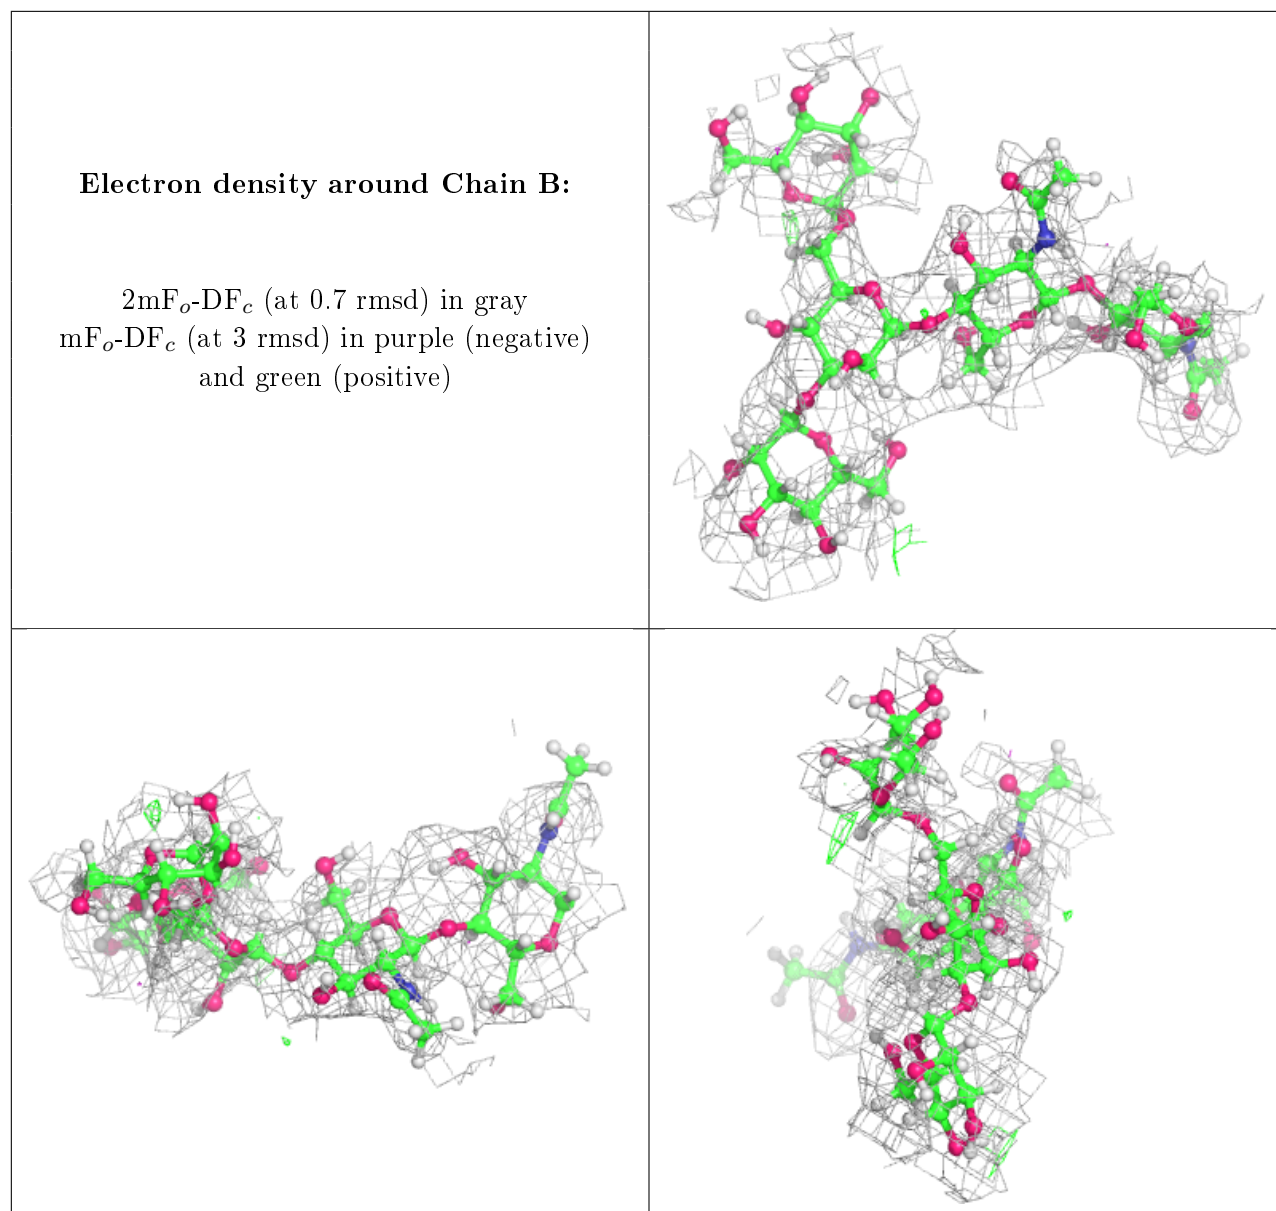 Electron density around Chain B:
2mFo-DFc (at 0.7 rmsd) in gray
mFo-DFc (at 3 rmsd) in purple (negative)
and green (positive)